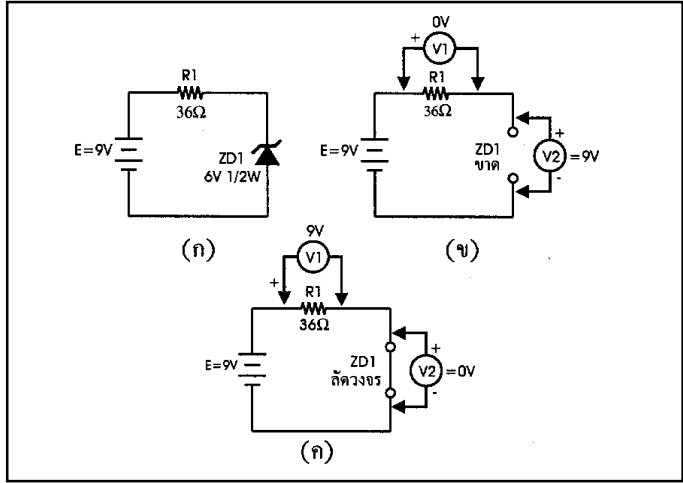 R1
36Ω
E=9V
ZD1
6V 1/2W
(ก)
0V
+
V1
R1
36Ω
E=9V
ZD1
ขาด
+
V2 =9V
-
(ข)
9V
V1
+
R1
36Ω
E=9V
ZD1
ลัดวงจร
+
V2 =0V
-
(ค)